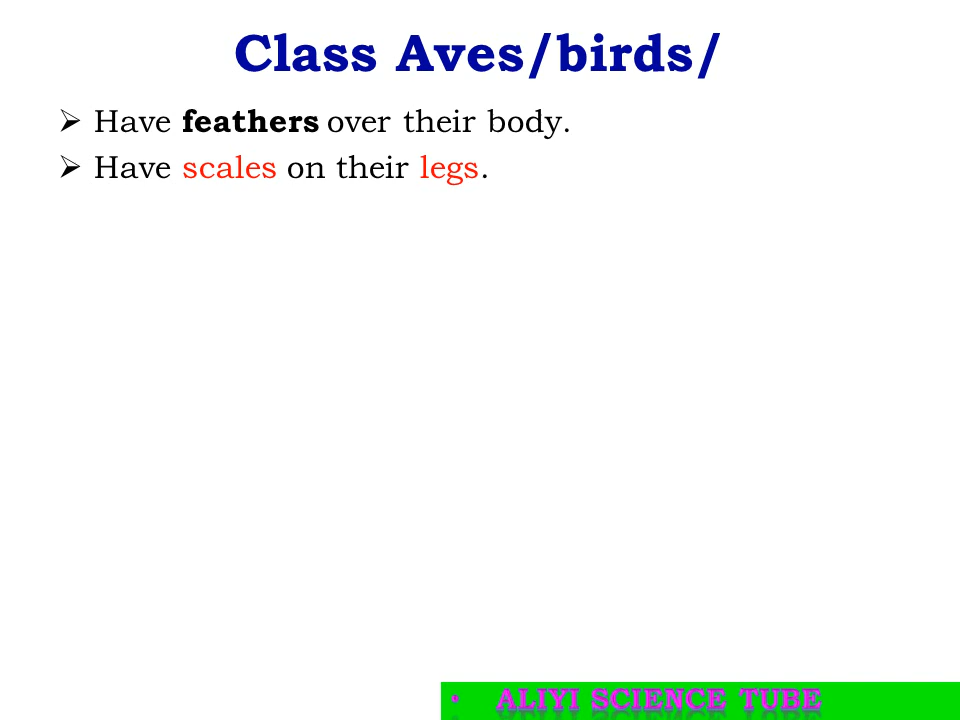 Class Aves/birds/
➢ Have feathers over their body.
➢ Have scales on their legs.
• ALIYI SCIENCE TUBE